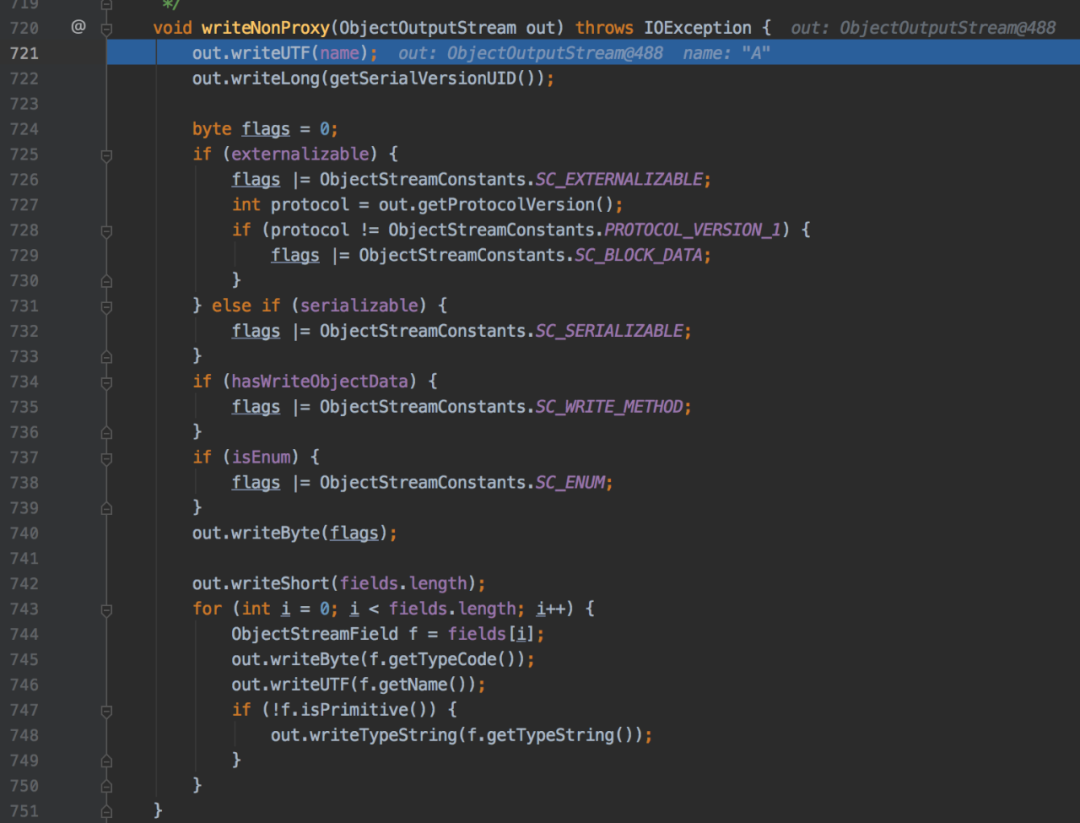 719 */
720 @ void writeNonProxy(ObjectOutputStream out) throws IOException { out: ObjectOutputStream@488
721 out.writeUTF(name); out: ObjectOutputStream@488 name: "A"
722 out.writeLong(getSerialVersionUID());
723
724 byte flags = 0;
725 if (externalizable) {
726 flags |= ObjectStreamConstants.SC_EXTERNALIZABLE;
727 int protocol = out.getProtocolVersion();
728 if (protocol != ObjectStreamConstants.PROTOCOL_VERSION_1) {
729 flags |= ObjectStreamConstants.SC_BLOCK_DATA;
730 }
731 } else if (serializable) {
732 flags |= ObjectStreamConstants.SC_SERIALIZABLE;
733 }
734 if (hasWriteObjectData) {
735 flags |= ObjectStreamConstants.SC_WRITE_METHOD;
736 }
737 if (isEnum) {
738 flags |= ObjectStreamConstants.SC_ENUM;
739 }
740 out.writeByte(flags);
741
742 out.writeShort(fields.length);
743 for (int i = 0; i < fields.length; i++) {
744 ObjectStreamField f = fields[i];
745 out.writeByte(f.getTypeCode());
746 out.writeUTF(f.getName());
747 if (!f.isPrimitive()) {
748 out.writeTypeString(f.getTypeString());
749 }
750 }
751 }